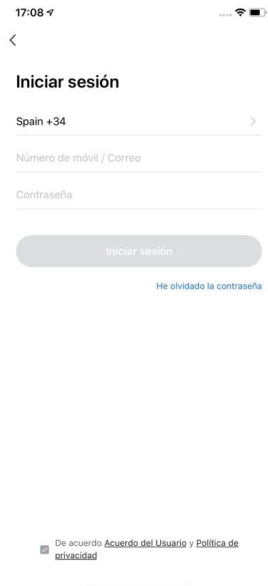 17:08
Iniciar sesión
Spain +34
Número de móvil / Correo
Contraseña
Iniciar sesión
He olvidado la contraseña
De acuerdo Acuerdo del Usuario y Política de
privacidad